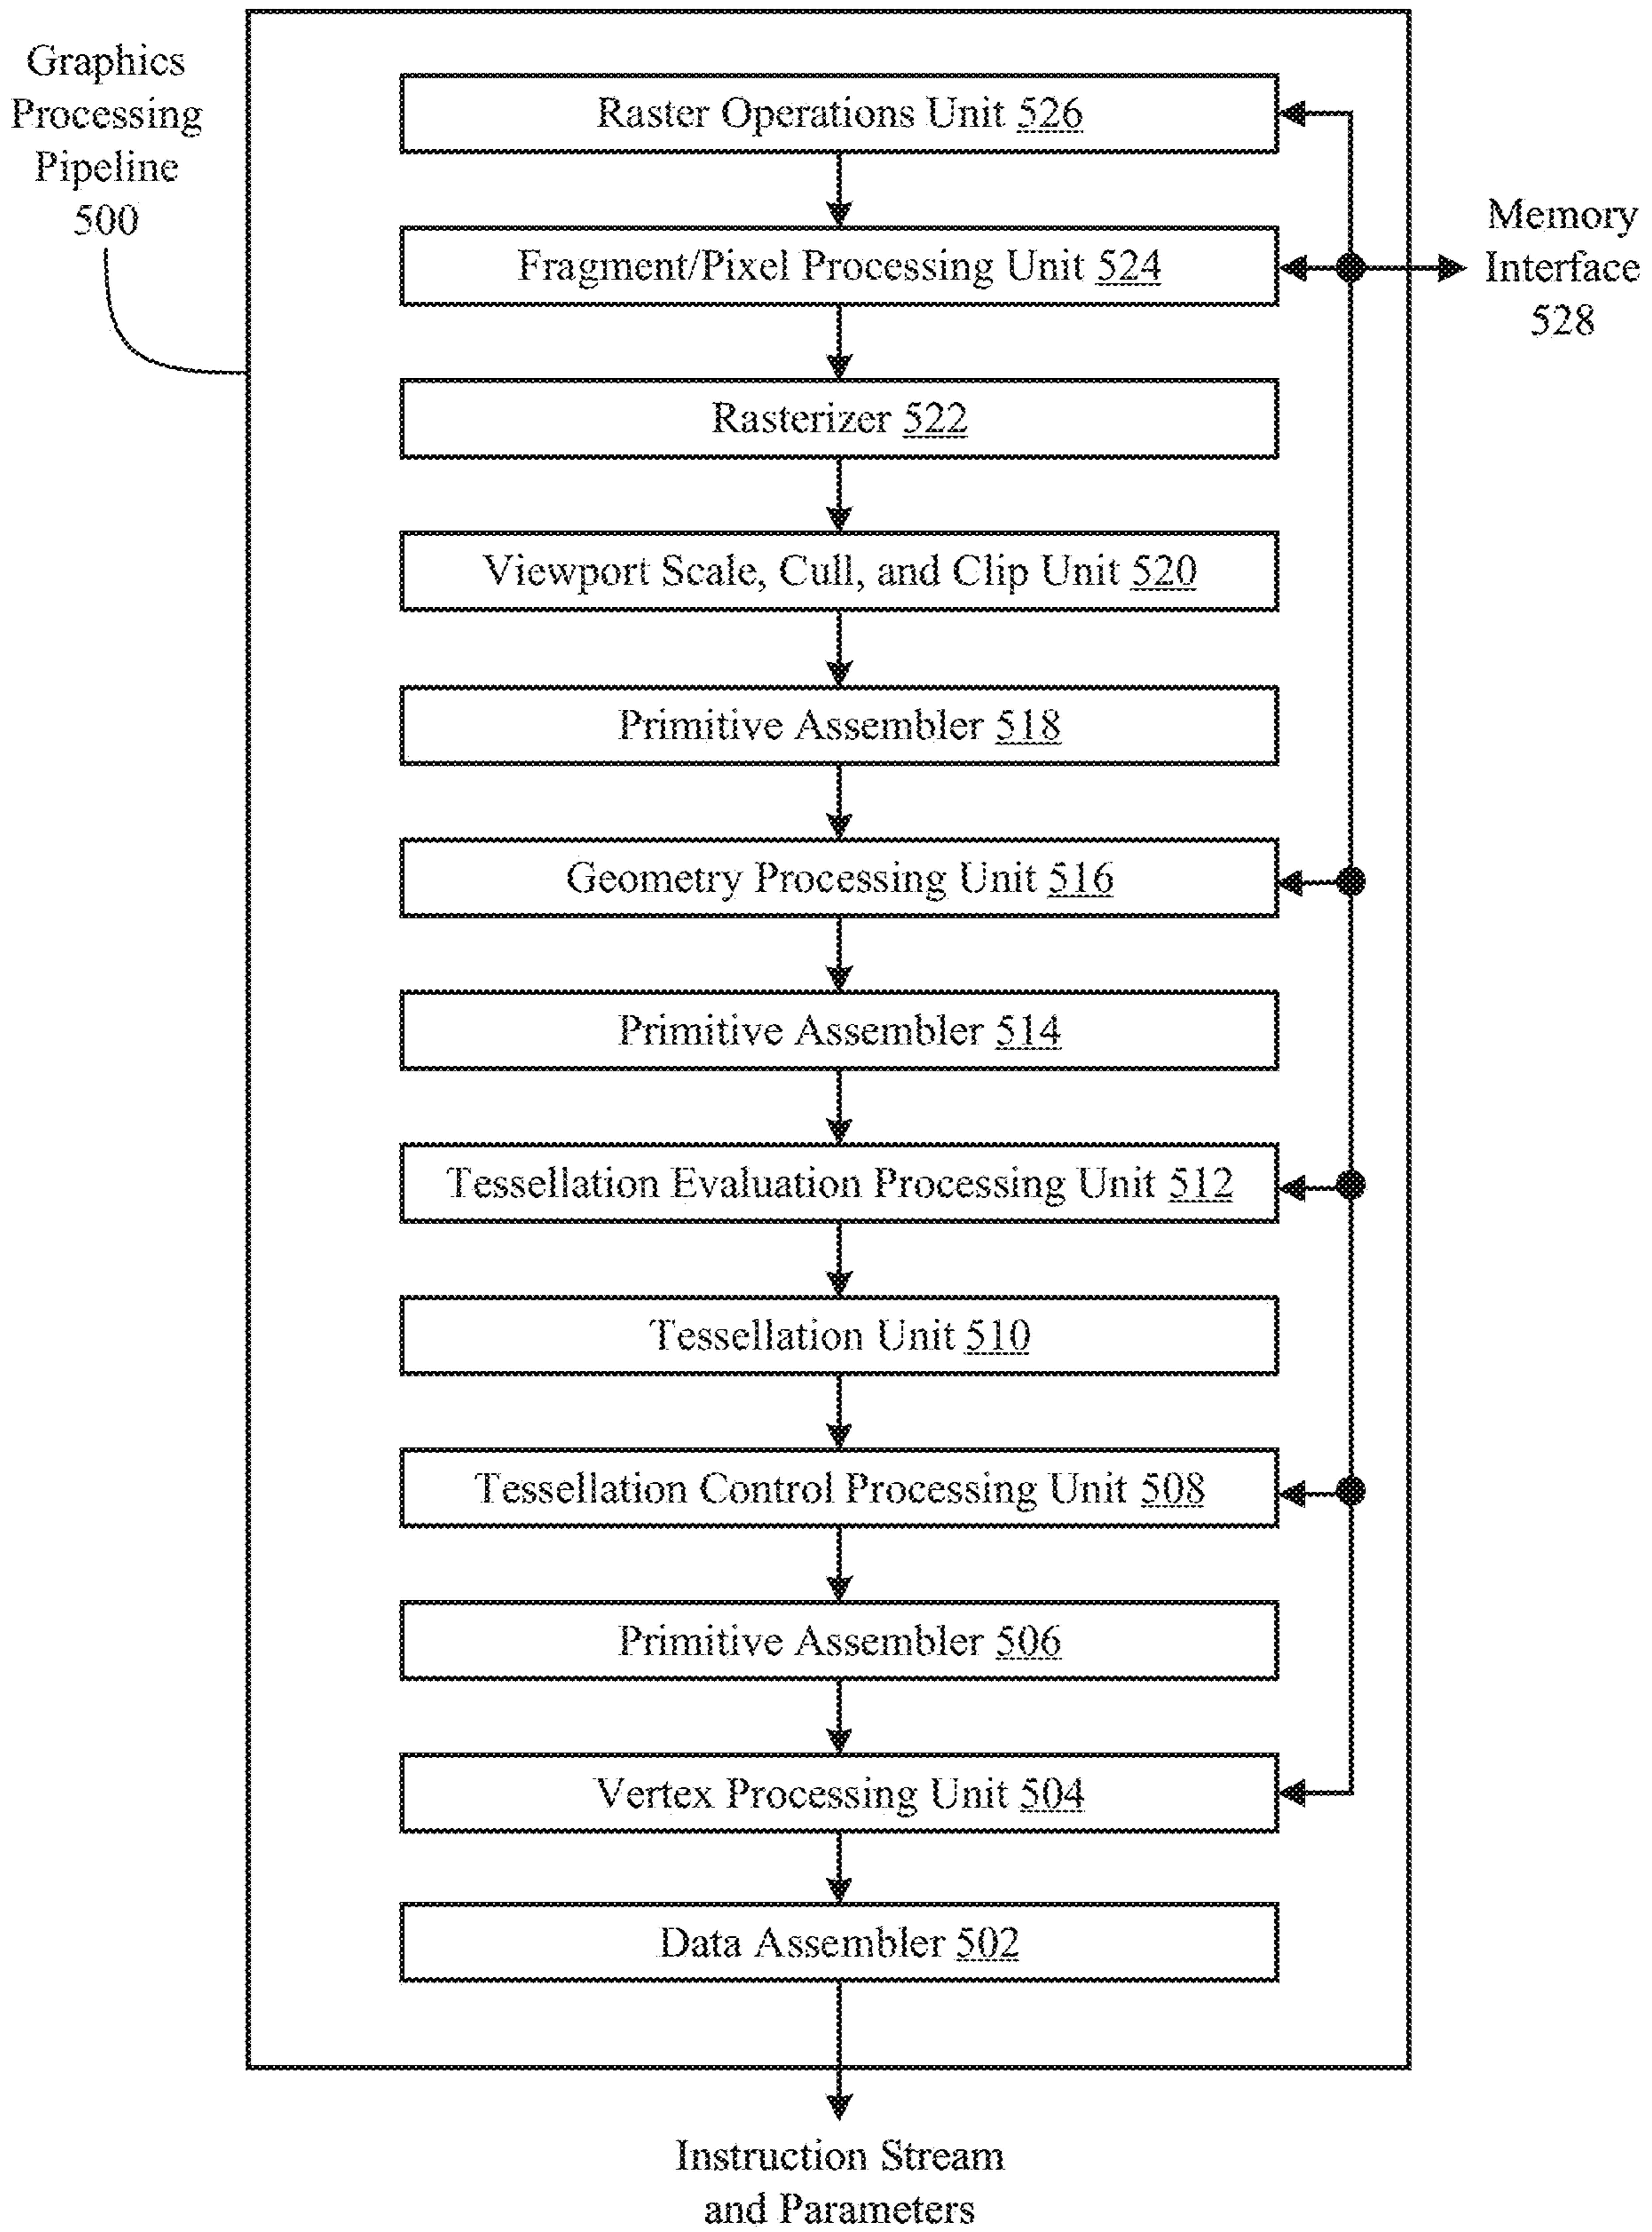 Graphics
Processing
Pipeline
500
Raster Operations Unit 526
Fragment/Pixel Processing Unit 524
Memory
Interface
528
Rasterizer 522
Viewport Scale, Cull, and Clip Unit 520
Primitive Assembler 518
Geometry Processing Unit 516
Primitive Assembler 514
Tessellation Evaluation Processing Unit 512
Tessellation Unit 510
Tessellation Control Processing Unit 508
Primitive Assembler 506
Vertex Processing Unit 504
Data Assembler 502
Instruction Stream
and Parameters